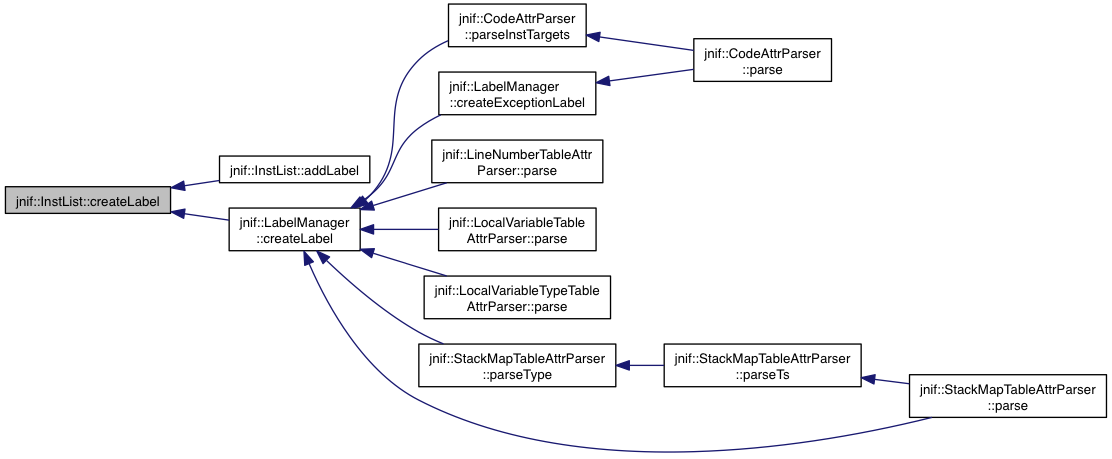 jnif::CodeAttrParser
::parseInstTargets
jnif::CodeAttrParser
::parse
jnif::LabelManager
::createExceptionLabel
jnif::LineNumberTableAttr
Parser::parse
jnif::InstList::addLabel
jnif::InstList::createLabel
jnif::LabelManager
::createLabel
jnif::LocalVariableTable
AttrParser::parse
jnif::LocalVariableTypeTable
AttrParser::parse
jnif::StackMapTableAttrParser
::parseType
jnif::StackMapTableAttrParser
::parseTs
jnif::StackMapTableAttrParser
::parse